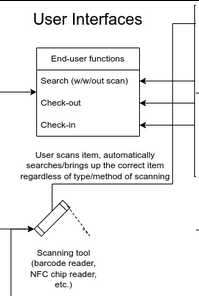 User Interfaces
End-user functions
Search (w/w/out scan)
Check-out
Check-in
User scans item, automatically
searches/brings up the correct item
regardless of type/method of scanning
Scanning tool
(barcode reader,
NFC chip reader,
etc.)